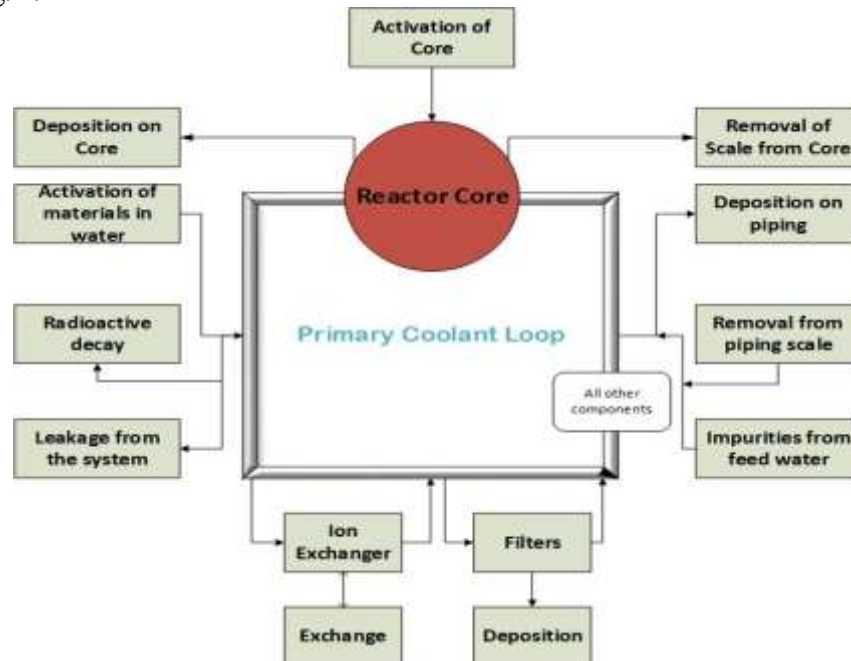 Activation of
Core
Deposition on
Core
Removal of
Scale from Core
Reactor Core
Activation of
materials in
water
Deposition on
piping
Radioactive
decay
Primary Coolant Loop
Removal from
piping scale
All other
components
Leakage from
the system
Impurities from
feed water
Ion
Exchanger
Filters
Exchange
Deposition